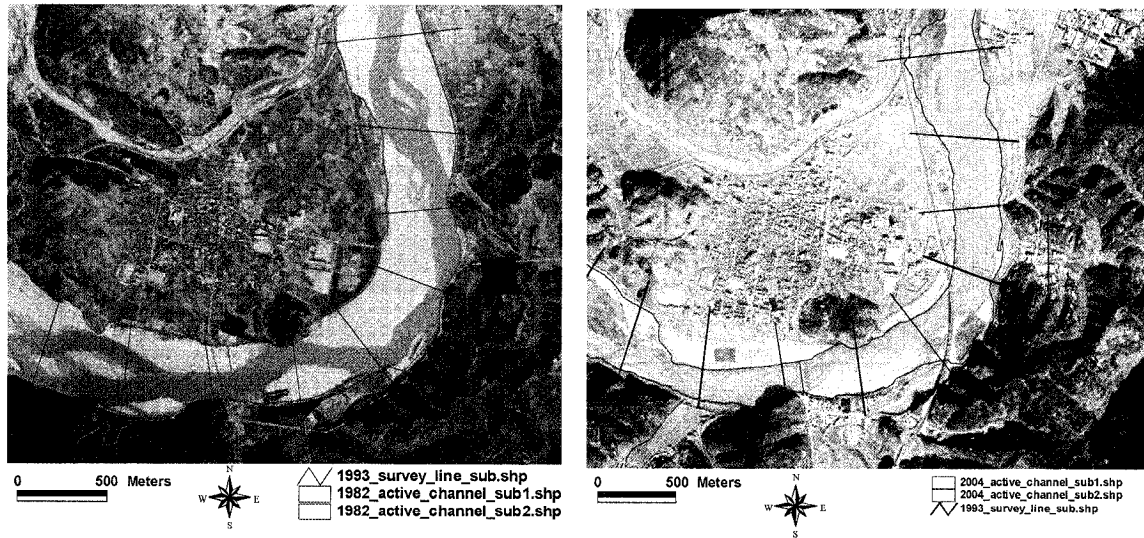 0 500 Meters
N
W E
S
1993_survey_line_sub.shp
1982_active_channel_sub1.shp
1982_active_channel_sub2.shp
0 500 Meters
N
W E
S
2004_active_channel_sub1.shp
2004_active_channel_sub2.shp
1993_survey_line_sub.shp